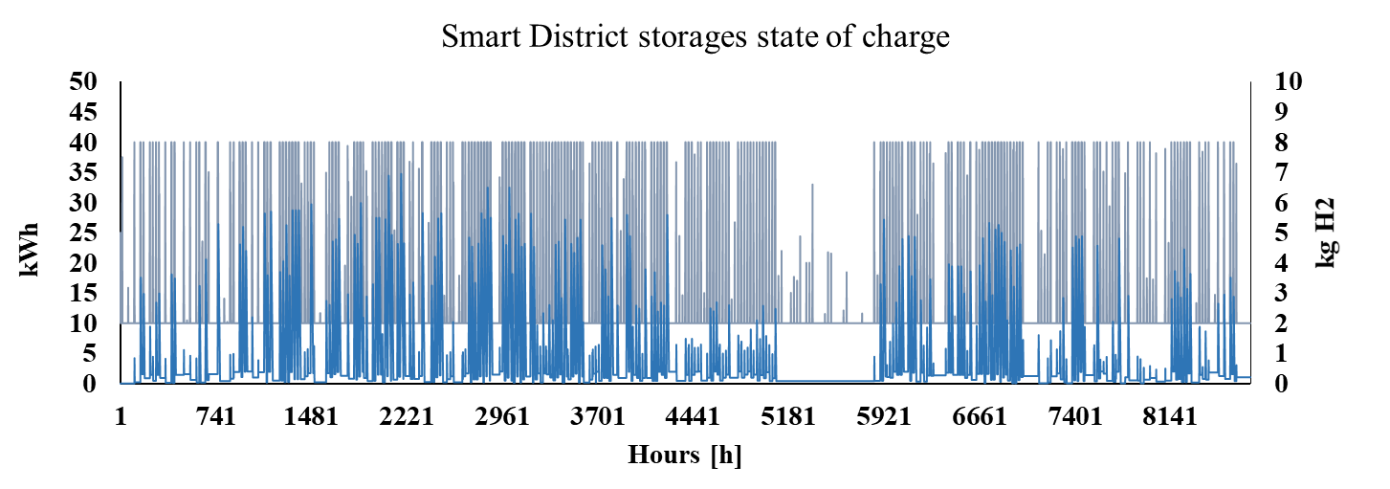 Smart District storages state of charge
50 10
45 9
40 8
35 7
30 6
25 5
20 4
15 3
10 2
5 1
0 0
kWh
kg H2
1 741 1481 2221 2961 3701 4441 5181 5921 6661 7401 8141
Hours [h]